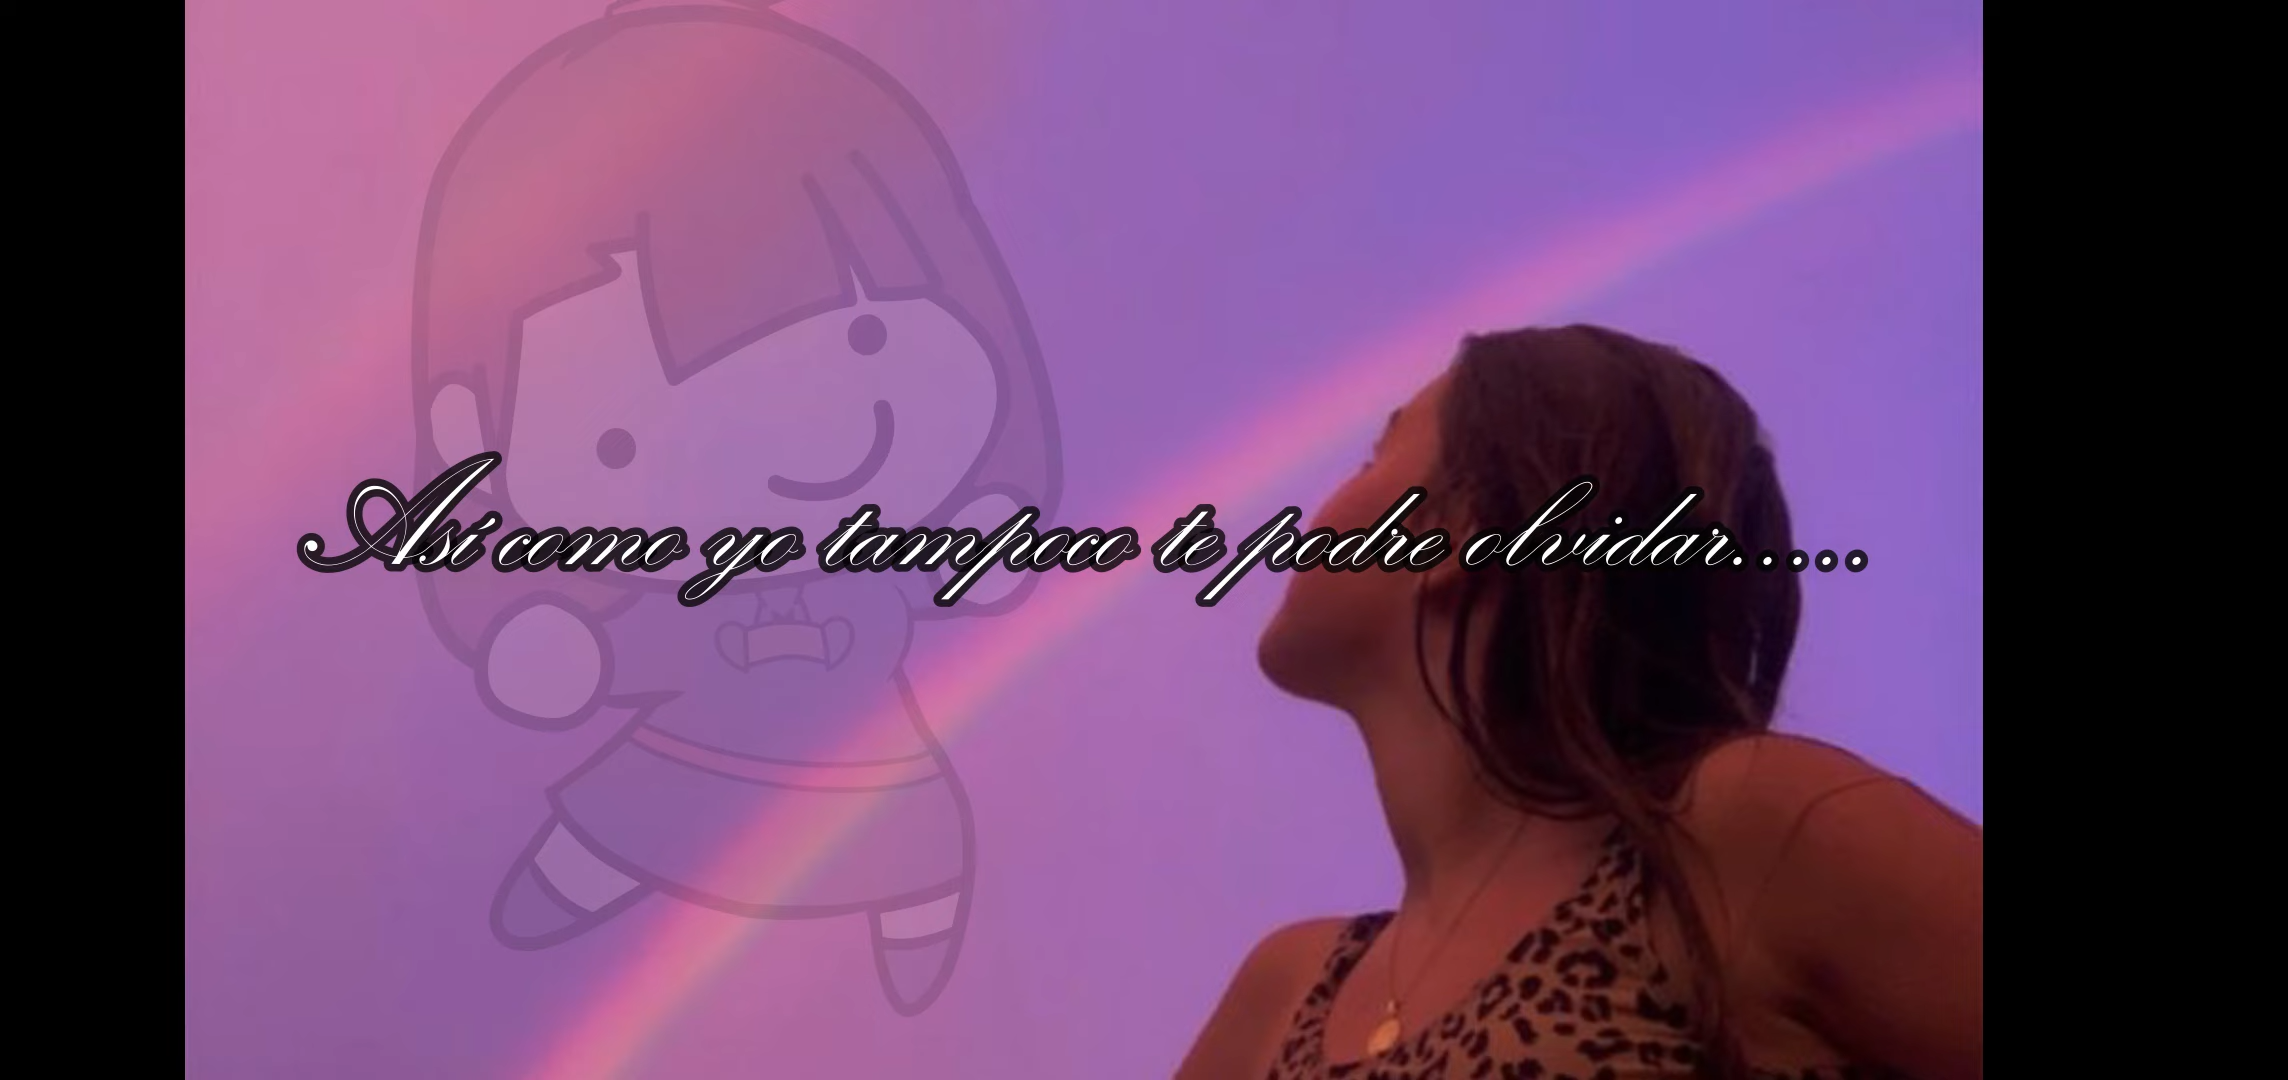 Así como yo tampoco te podre olvidar.....